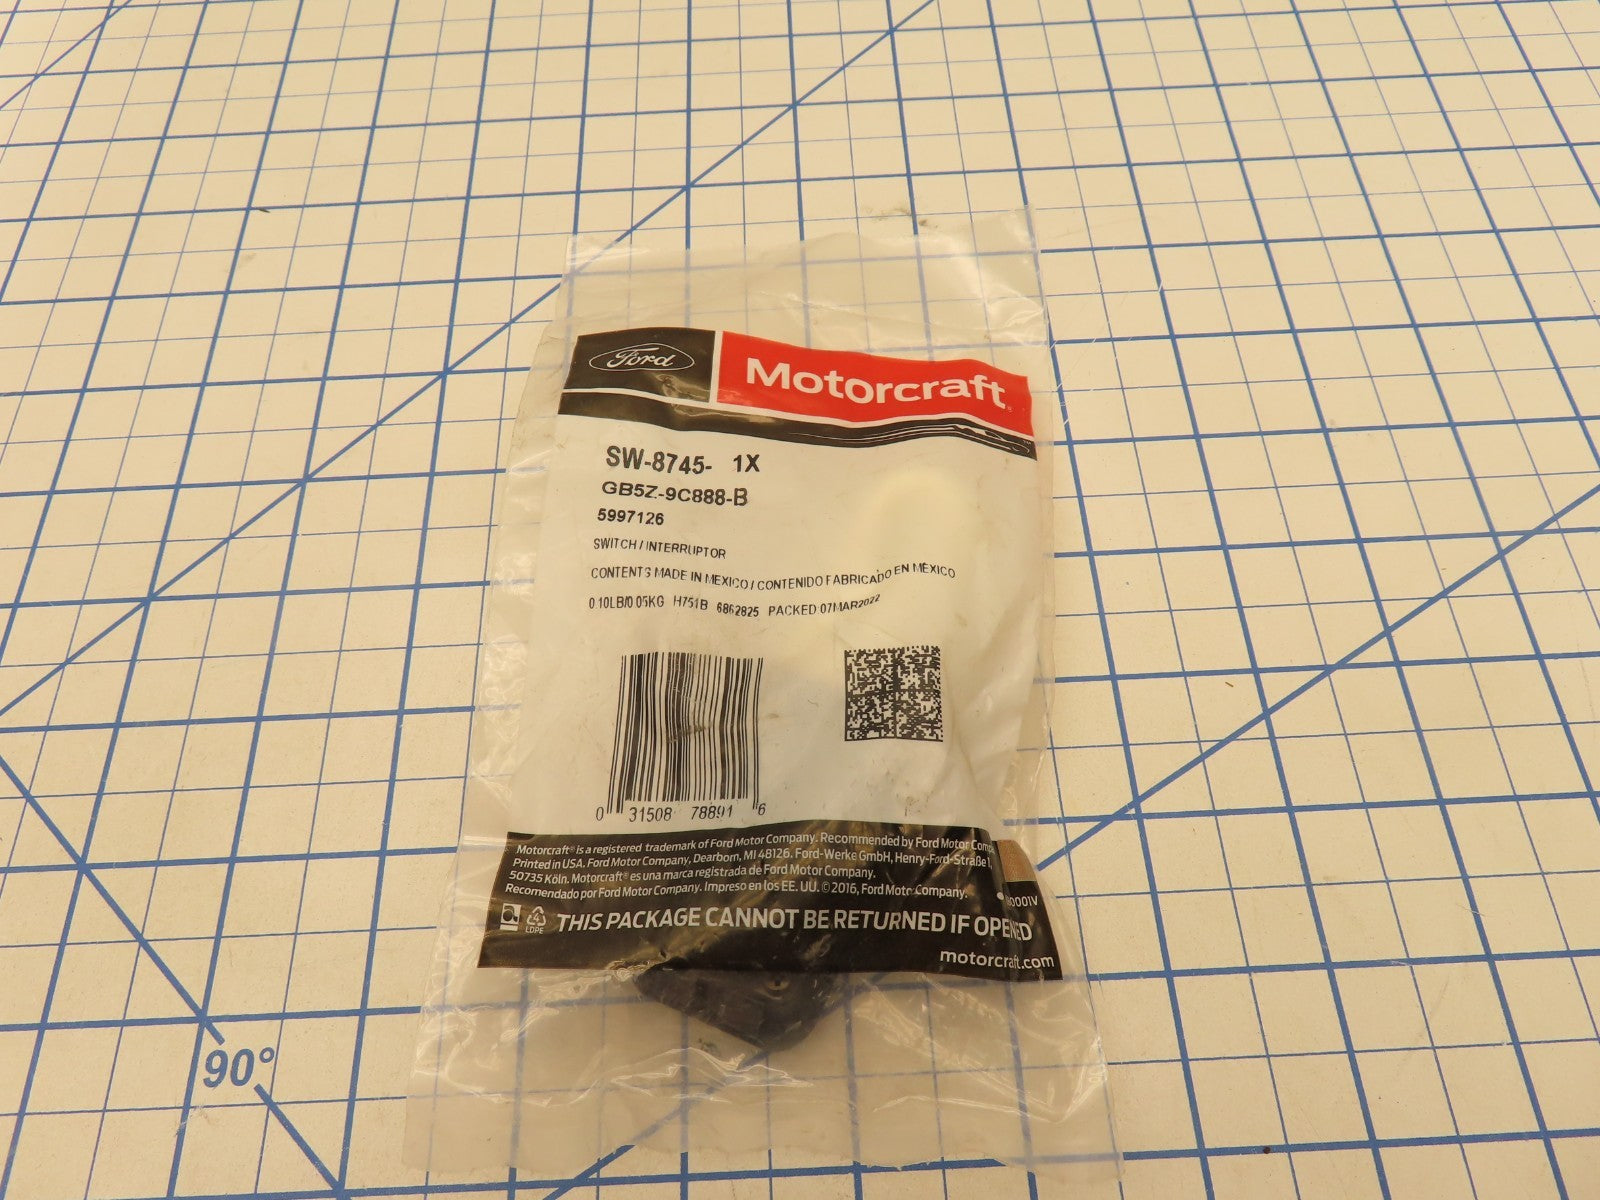 Ford
Motorcraft
SW-8745- 1X
GB5Z-9C888-B
5997126
SWITCH / INTERRUPTOR
CONTENTS MADE IN MEXICO / CONTENIDO FABRICADO EN MÉXICO
0.10LB/0.05KG H751B 6862825 PACKED 07MAR2022
0 31508 78891 6
Motorcraft® is a registered trademark of Ford Motor Company. Recommended by Ford Motor
Printed in USA. Ford Motor Company, Dearborn, MI 48126. Ford-Werke GmbH, Henry-Ford-Straße 1,
50735 Köln. Motorcraft® es una marca registrada de Ford Motor Company.
Recomendado por Ford Motor Company. Impreso en los EE. UU. © 2016, Ford Motor Company.
4
LDPE
THIS PACKAGE CANNOT BE RETURNED IF OPENED
motorcraft.com
90°